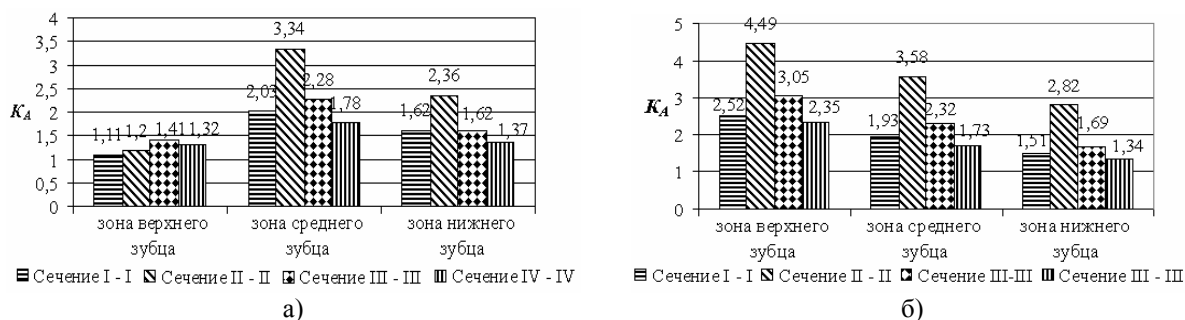 4
3,5
3
2,5
2
1,5
1
0,5
0
K_A
1,11 1,2 1,41 1,32
2,03 3,34 2,28 1,78
1,62 2,36 1,62 1,37
зона верхнего зубца
зона среднего зубца
зона нижнего зубца
Сечение I - I Сечение II - II Сечение III - III Сечение IV - IV
а)
5
4
3
2
1
0
K_A
2,52 4,49 3,05 2,35
1,93 3,58 2,32 1,73
1,51 2,82 1,69 1,34
зона верхнего зубца
зона среднего зубца
зона нижнего зубца
Сечение I - I Сечение II - II Сечение III-III Сечение III - III
б)